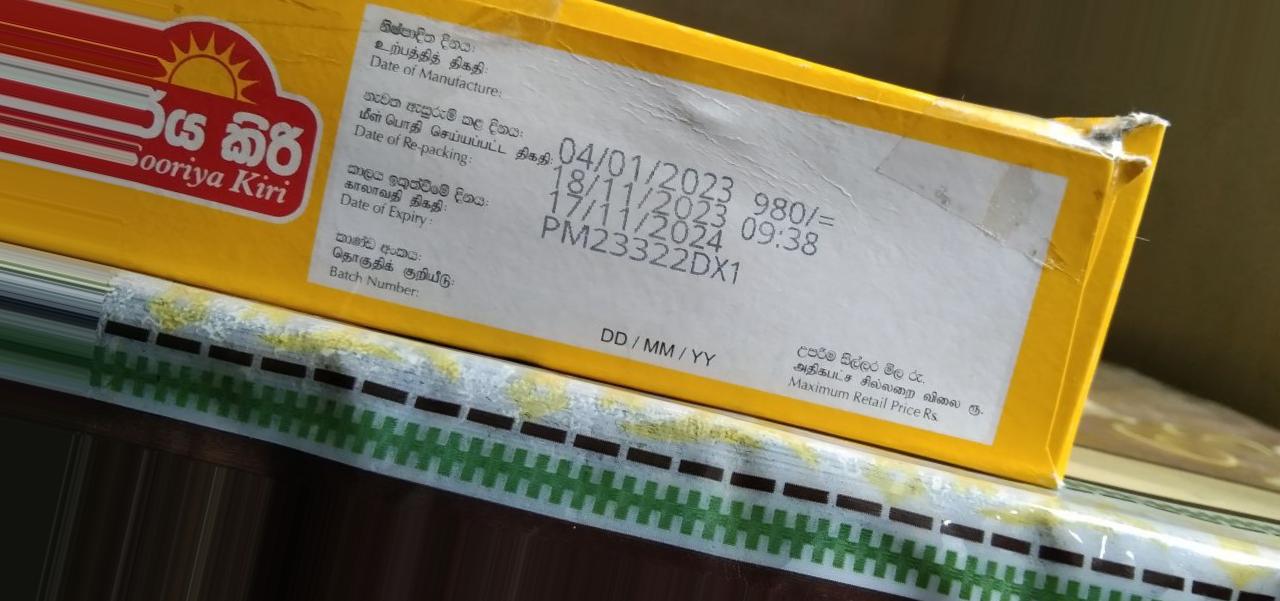 ූරිය කිරි
Sooriya Kiri
නිෂ්පාදිත දිනය:
உற்பத்தித் திகதி:
Date of Manufacture:
නැවත ඇසුරුම් කළ දිනය:
மீள் பொதி செய்யப்பட்ட திகதி:
Date of Re-packing:
කාලය ඉකුත්වීමේ දිනය:
காலாவதி திகதி:
Date of Expiry:
කාණ්ඩ අංකය:
தொகுதிக் குறியீடு:
Batch Number:
04/01/2023 980/=
18/11/2023 09:38
17/11/2024
PM23322DX1
DD / MM / YY
උපරිම සිල්ලර මිල රු.
அதிகபட்ச சில்லறை விலை ரூ.
Maximum Retail Price Rs.